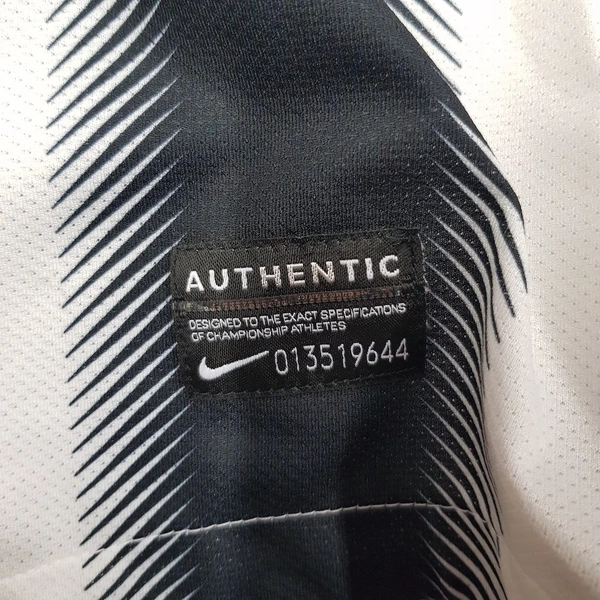 AUTHENTIC
DESIGNED TO THE EXACT SPECIFICATIONS
OF CHAMPIONSHIP ATHLETES
013519644